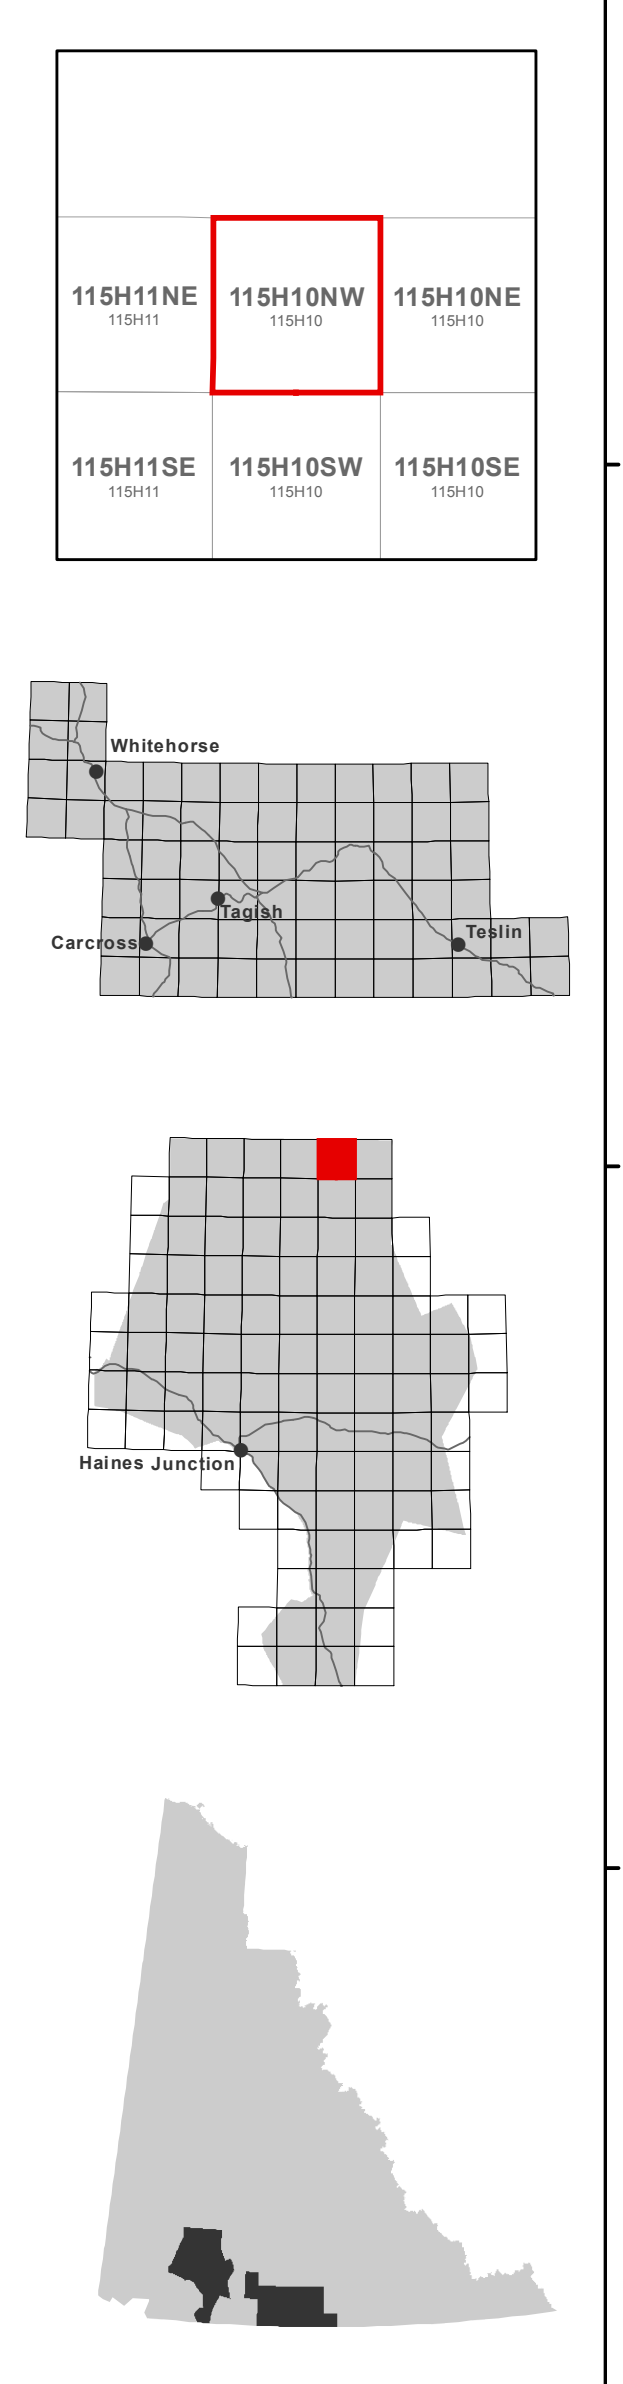 115H11NE 115H10NW 115H10NE
115H11 115H10 115H10
115H11SE 115H10SW 115H10SE
115H11 115H10 115H10
Whitehorse
Tagish
Teslin
Carcross
Haines Junction